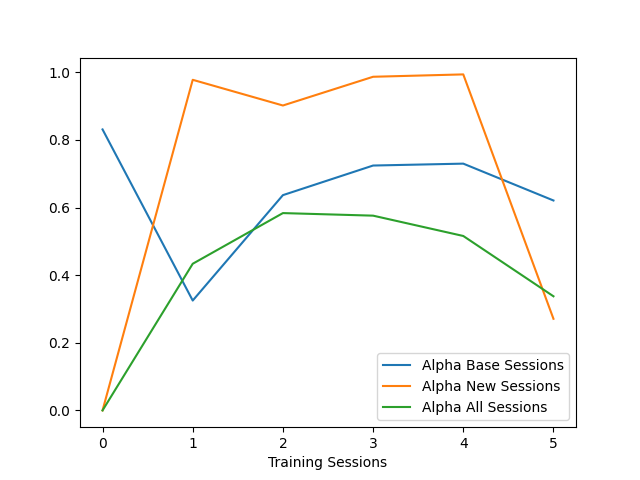 1.0
0.8
0.6
0.4
0.2
0.0
Alpha Base Sessions
Alpha New Sessions
Alpha All Sessions
0 1 2 3 4 5
Training Sessions